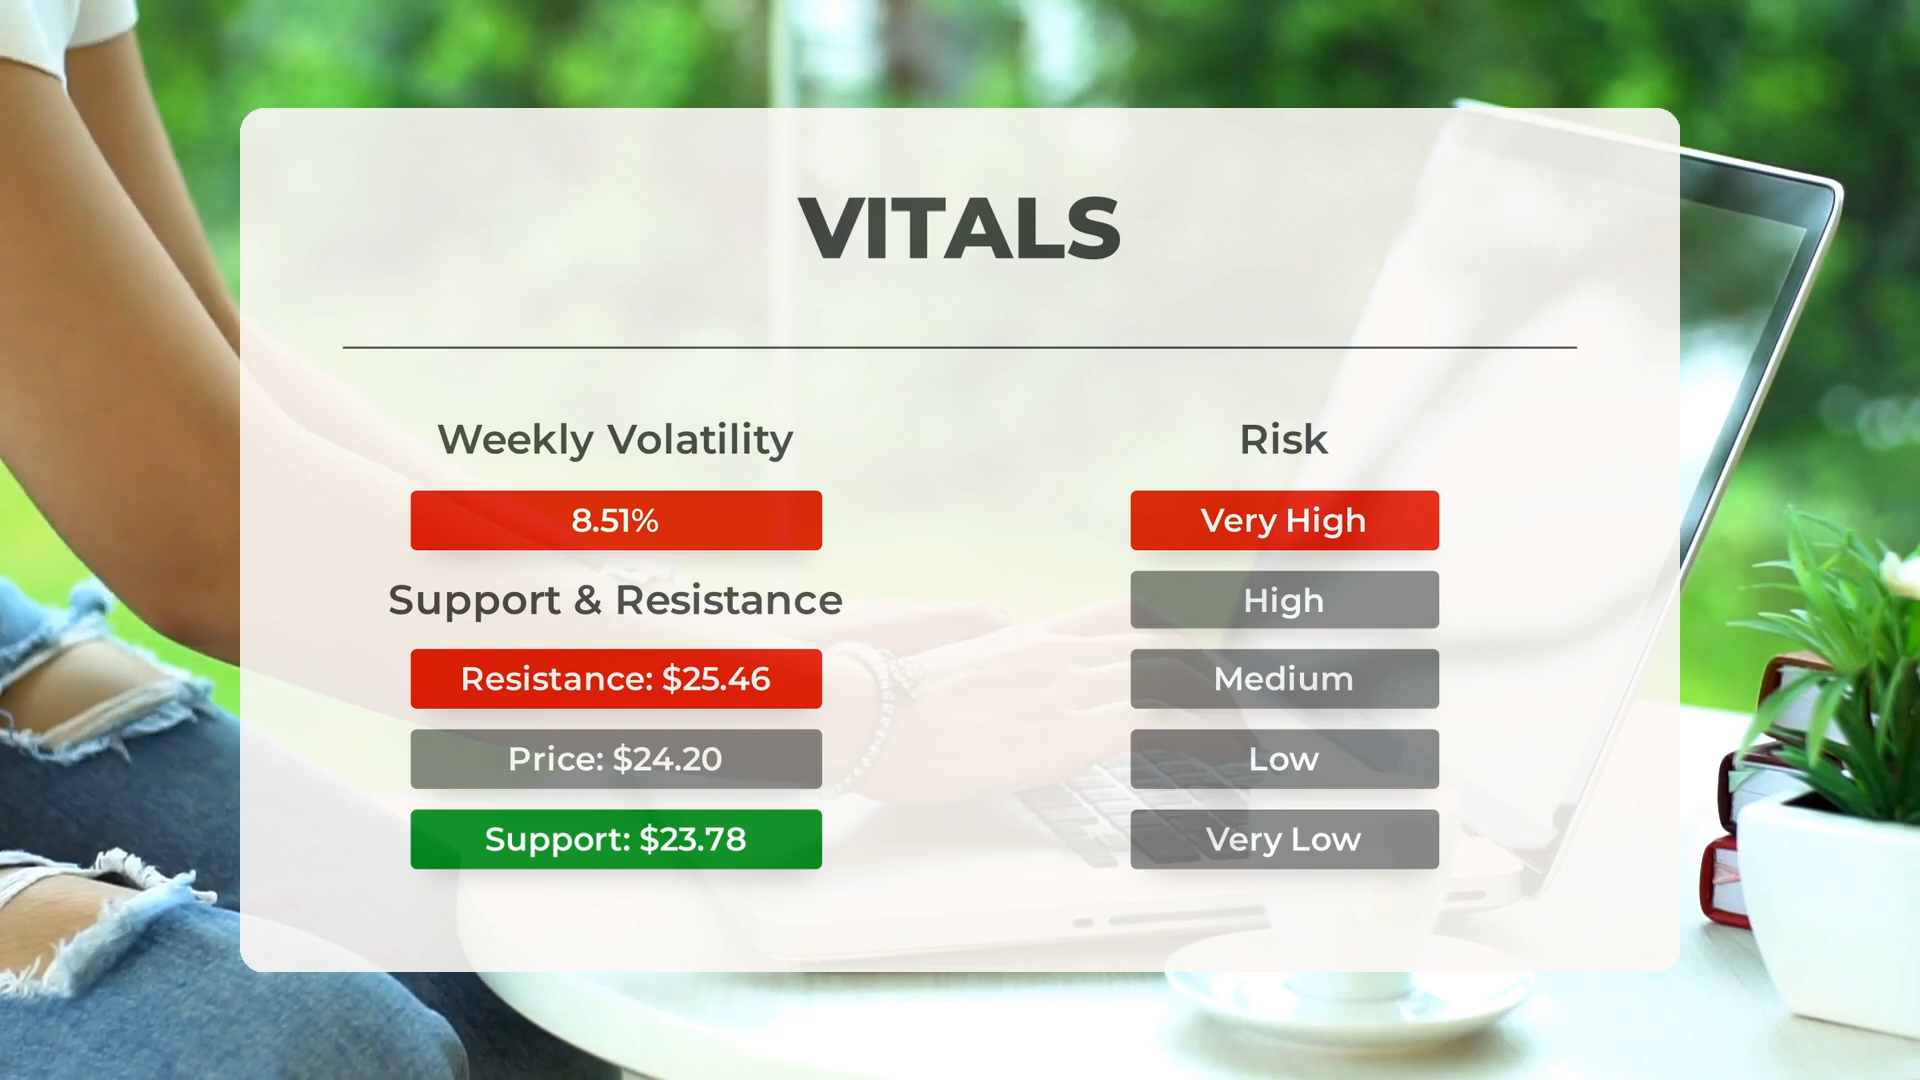 VITALS
Weekly Volatility
8.51%
Support & Resistance
Resistance: $25.46
Price: $24.20
Support: $23.78
Risk
Very High
High
Medium
Low
Very Low